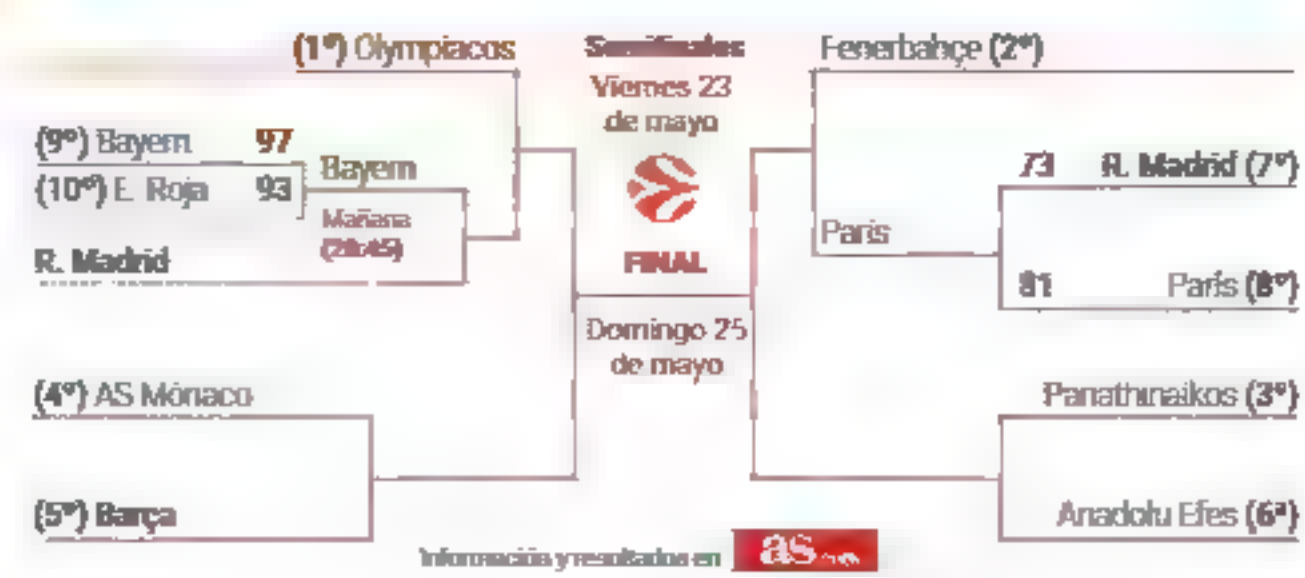 (1º) Olympiacos
(9º) Bayern 97
(10º) E. Roja 93
Bayern
Mañana
(20:45)
R. Madrid
(4º) AS Mónaco
(5º) Barça
Semifinales
Viernes 23
de mayo
FINAL
Domingo 25
de mayo
Fenerbahçe (2º)
73 R. Madrid (7º)
París
81 París (8º)
Panathinaikos (3º)
Anadolu Efes (6º)
Información y resultados en as